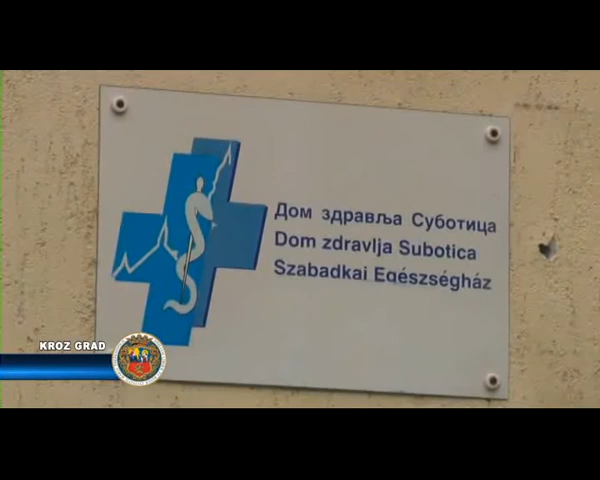 Дом здравља Суботица
Dom zdravlja Subotica
Szabadkai Egészségház
KROZ GRAD